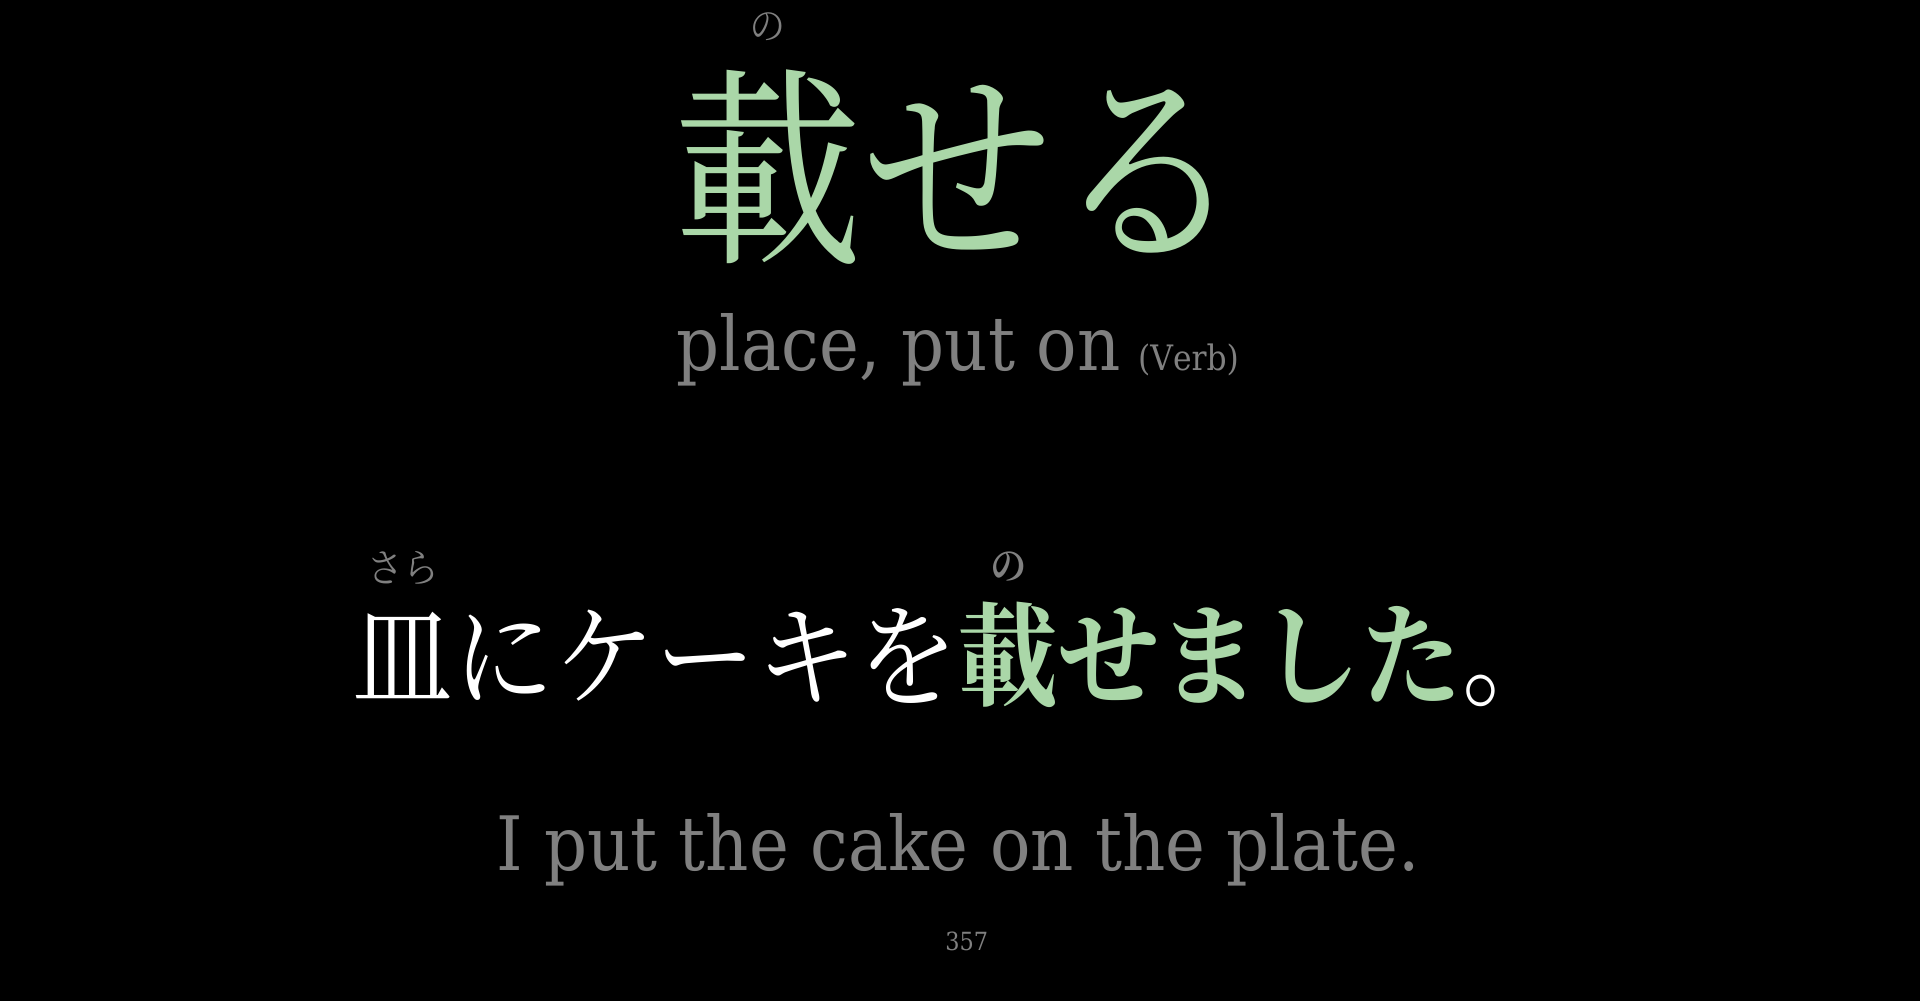 の
載せる
place, put on (Verb)
さら の
皿にケーキを載せました。
I put the cake on the plate.
357